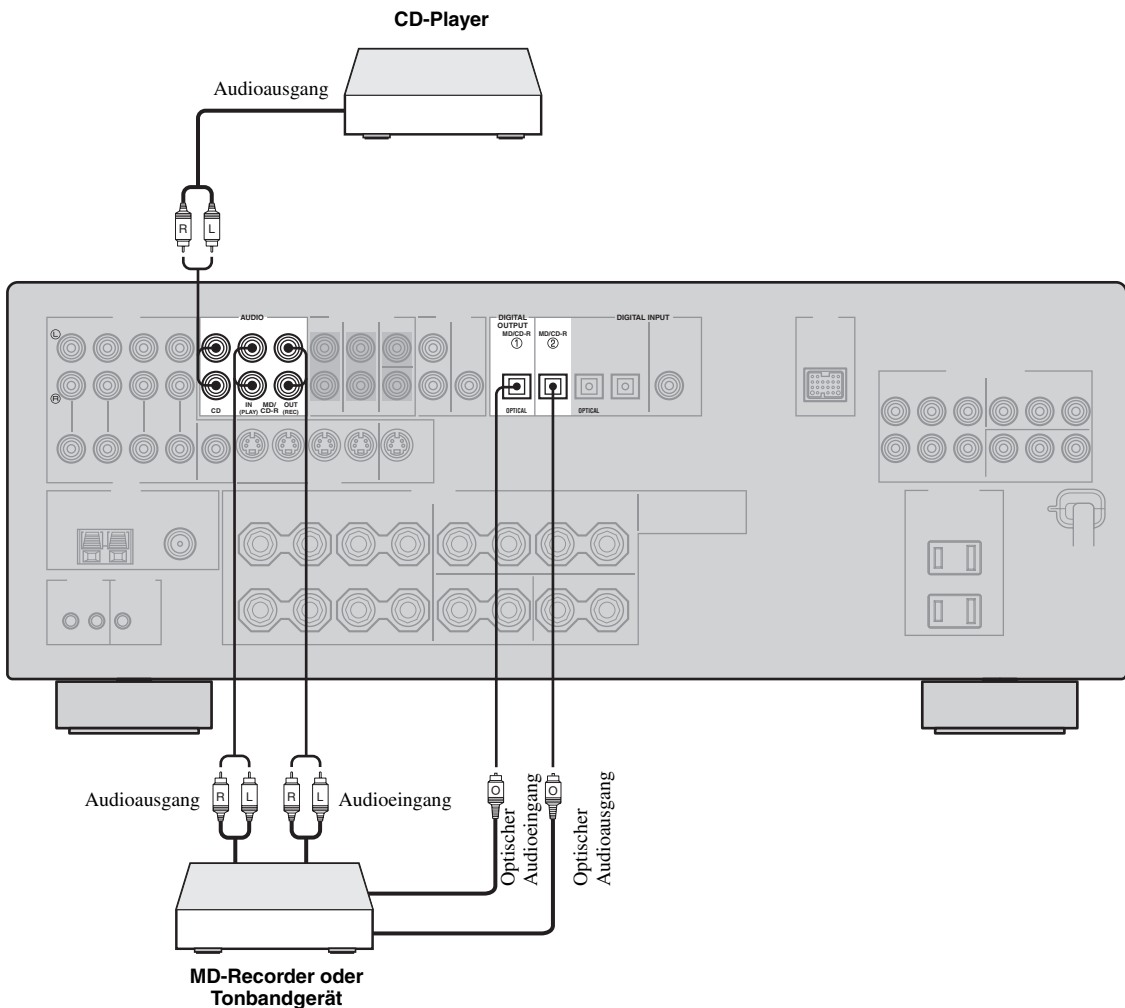 CD-Player
Audioausgang
R L
AUDIO
DIGITAL
OUTPUT
MD/CD-R
①
MD/CD-R
②
DIGITAL INPUT
L
R
CD
IN
(PLAY)
MD/
CD-R
OUT
(REC)
OPTICAL
OPTICAL
Audioausgang
R L
R L
Audioeingang
O
Optischer
Audioeingang
O
Optischer
Audioausgang
MD-Recorder oder
Tonbandgerät